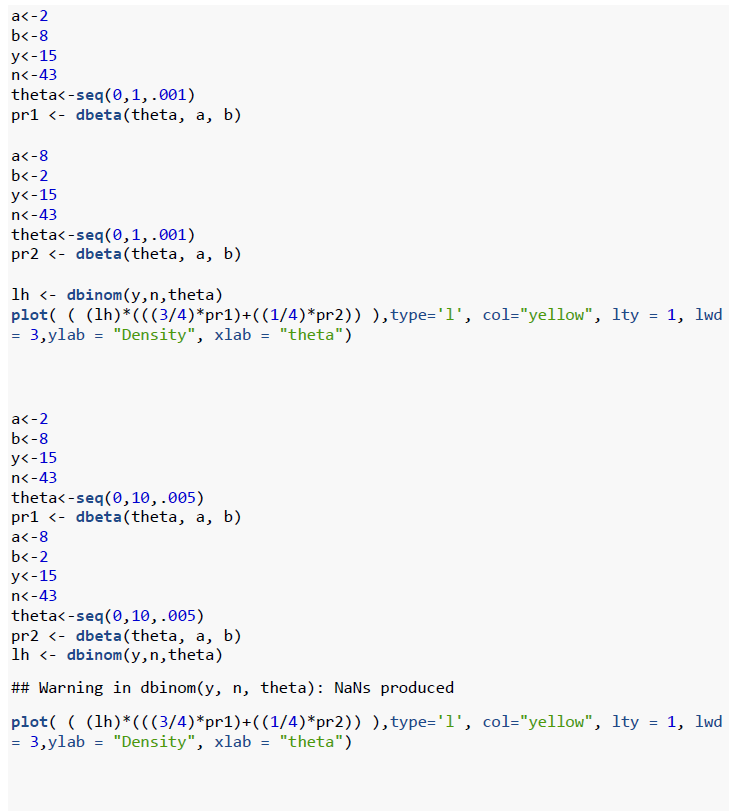 a<-2
b<-8
y<-15
n<-43
theta<-seq(0,1,.001)
pr1 <- dbeta(theta, a, b)
a<-8
b<-2
y<-15
n<-43
theta<-seq(0,1,.001)
pr2 <- dbeta(theta, a, b)
lh <- dbinom(y,n,theta)
plot( ( (lh)*(((3/4)*pr1)+((1/4)*pr2)) ),type='l', col="yellow", lty = 1, lwd
= 3,ylab = "Density", xlab = "theta")
a<-2
b<-8
y<-15
n<-43
theta<-seq(0,10,.005)
pr1 <- dbeta(theta, a, b)
a<-8
b<-2
y<-15
n<-43
theta<-seq(0,10,.005)
pr2 <- dbeta(theta, a, b)
lh <- dbinom(y,n,theta)
## Warning in dbinom(y, n, theta): NaNs produced
plot( ( (lh)*(((3/4)*pr1)+((1/4)*pr2)) ),type='l', col="yellow", lty = 1, lwd
= 3,ylab = "Density", xlab = "theta")